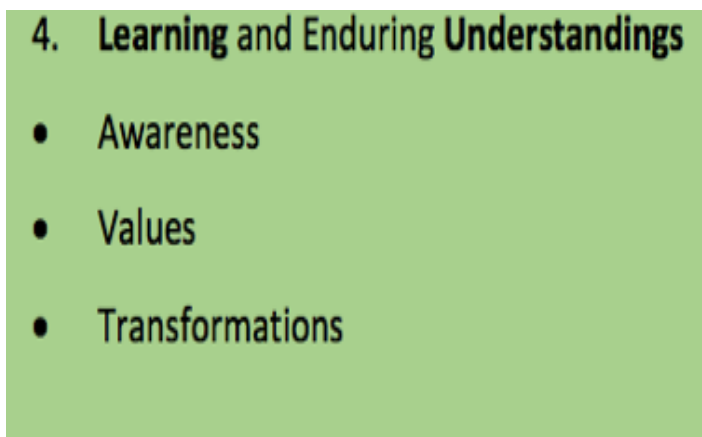 4. Learning and Enduring Understandings
• Awareness
• Values
• Transformations